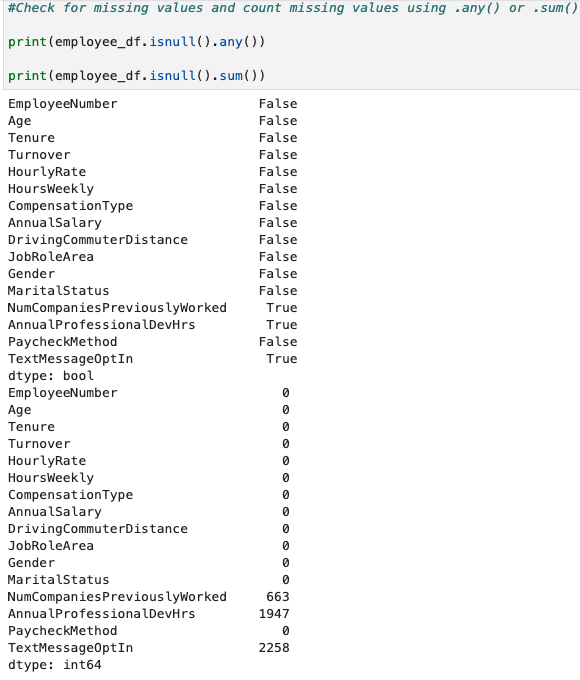 #Check for missing values and count missing values using .any() or .sum()
print(employee_df.isnull().any())
print(employee_df.isnull().sum())
EmployeeNumber False
Age False
Tenure False
Turnover False
HourlyRate False
HoursWeekly False
CompensationType False
AnnualSalary False
DrivingCommuterDistance False
JobRoleArea False
Gender False
MaritalStatus False
NumCompaniesPreviouslyWorked True
AnnualProfessionalDevHrs True
PaycheckMethod False
TextMessageOptIn True
dtype: bool
EmployeeNumber 0
Age 0
Tenure 0
Turnover 0
HourlyRate 0
HoursWeekly 0
CompensationType 0
AnnualSalary 0
DrivingCommuterDistance 0
JobRoleArea 0
Gender 0
MaritalStatus 0
NumCompaniesPreviouslyWorked 663
AnnualProfessionalDevHrs 1947
PaycheckMethod 0
TextMessageOptIn 2258
dtype: int64